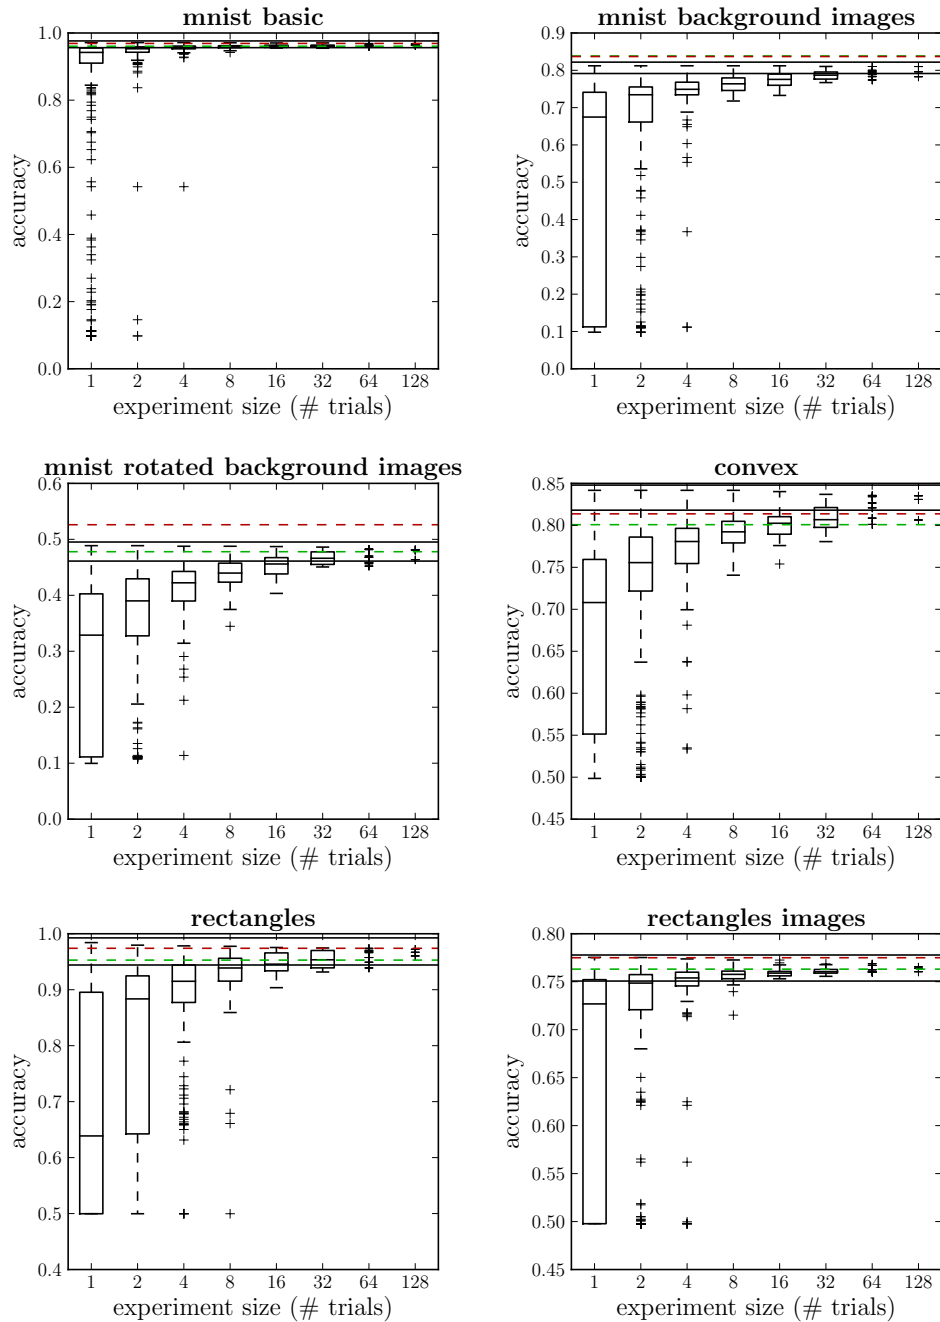 mnist basic
1.0
0.8
0.6
0.4
0.2
0.0
accuracy
1 2 4 8 16 32 64 128
experiment size (# trials)
mnist background images
0.9
0.8
0.7
0.6
0.5
0.4
0.3
0.2
0.1
0.0
accuracy
1 2 4 8 16 32 64 128
experiment size (# trials)
mnist rotated background images
0.6
0.5
0.4
0.3
0.2
0.1
0.0
accuracy
1 2 4 8 16 32 64 128
experiment size (# trials)
convex
0.85
0.80
0.75
0.70
0.65
0.60
0.55
0.50
0.45
accuracy
1 2 4 8 16 32 64 128
experiment size (# trials)
rectangles
1.0
0.9
0.8
0.7
0.6
0.5
0.4
accuracy
1 2 4 8 16 32 64 128
experiment size (# trials)
rectangles images
0.80
0.75
0.70
0.65
0.60
0.55
0.50
0.45
accuracy
1 2 4 8 16 32 64 128
experiment size (# trials)